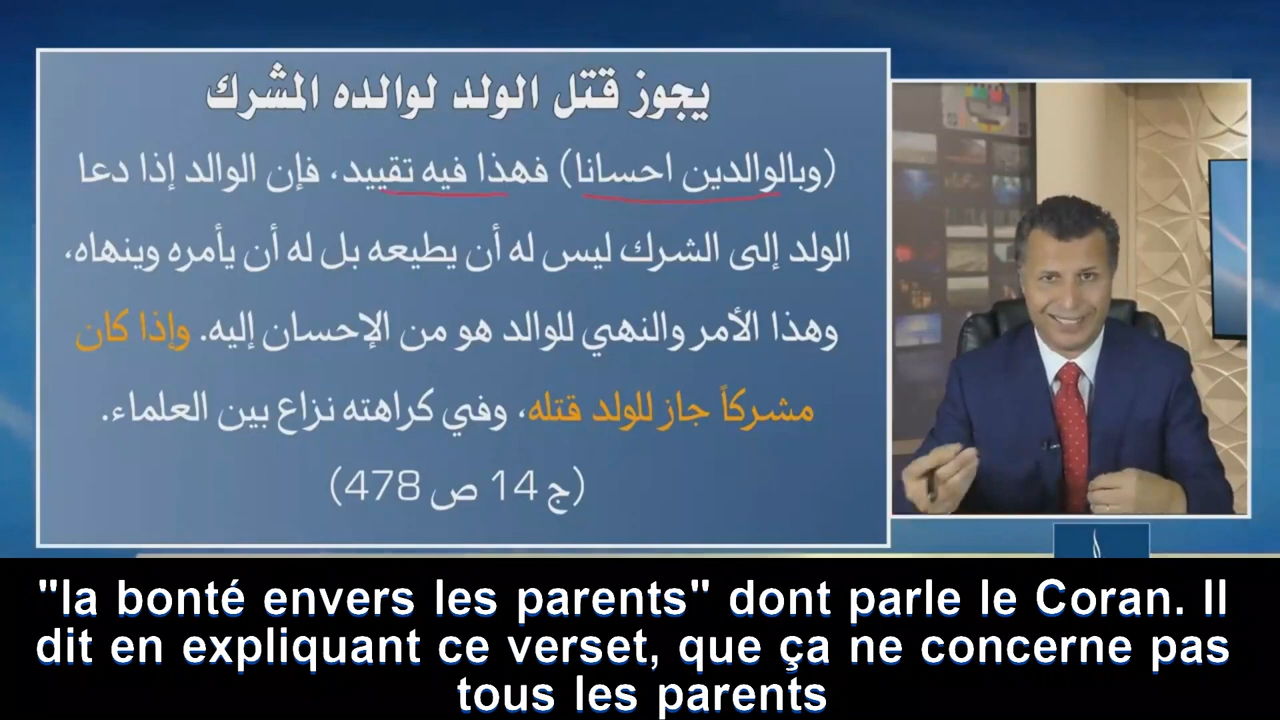 يجوز قتل الولد لوالده المشرك
(وبالوالدين احسانا) فهذا فيه تقييد، فإن الوالد إذا دعا
الولد إلى الشرك ليس له أن يطيعه بل له أن يأمره وينهاه،
وهذا الأمر والنهي للوالد هو من الإحسان إليه. وإذا كان
مشركاً جاز للولد قتله، وفي كراهته نزاع بين العلماء.
(ج 14 ص 478)
"la bonté envers les parents" dont parle le Coran. Il
dit en expliquant ce verset, que ça ne concerne pas
tous les parents